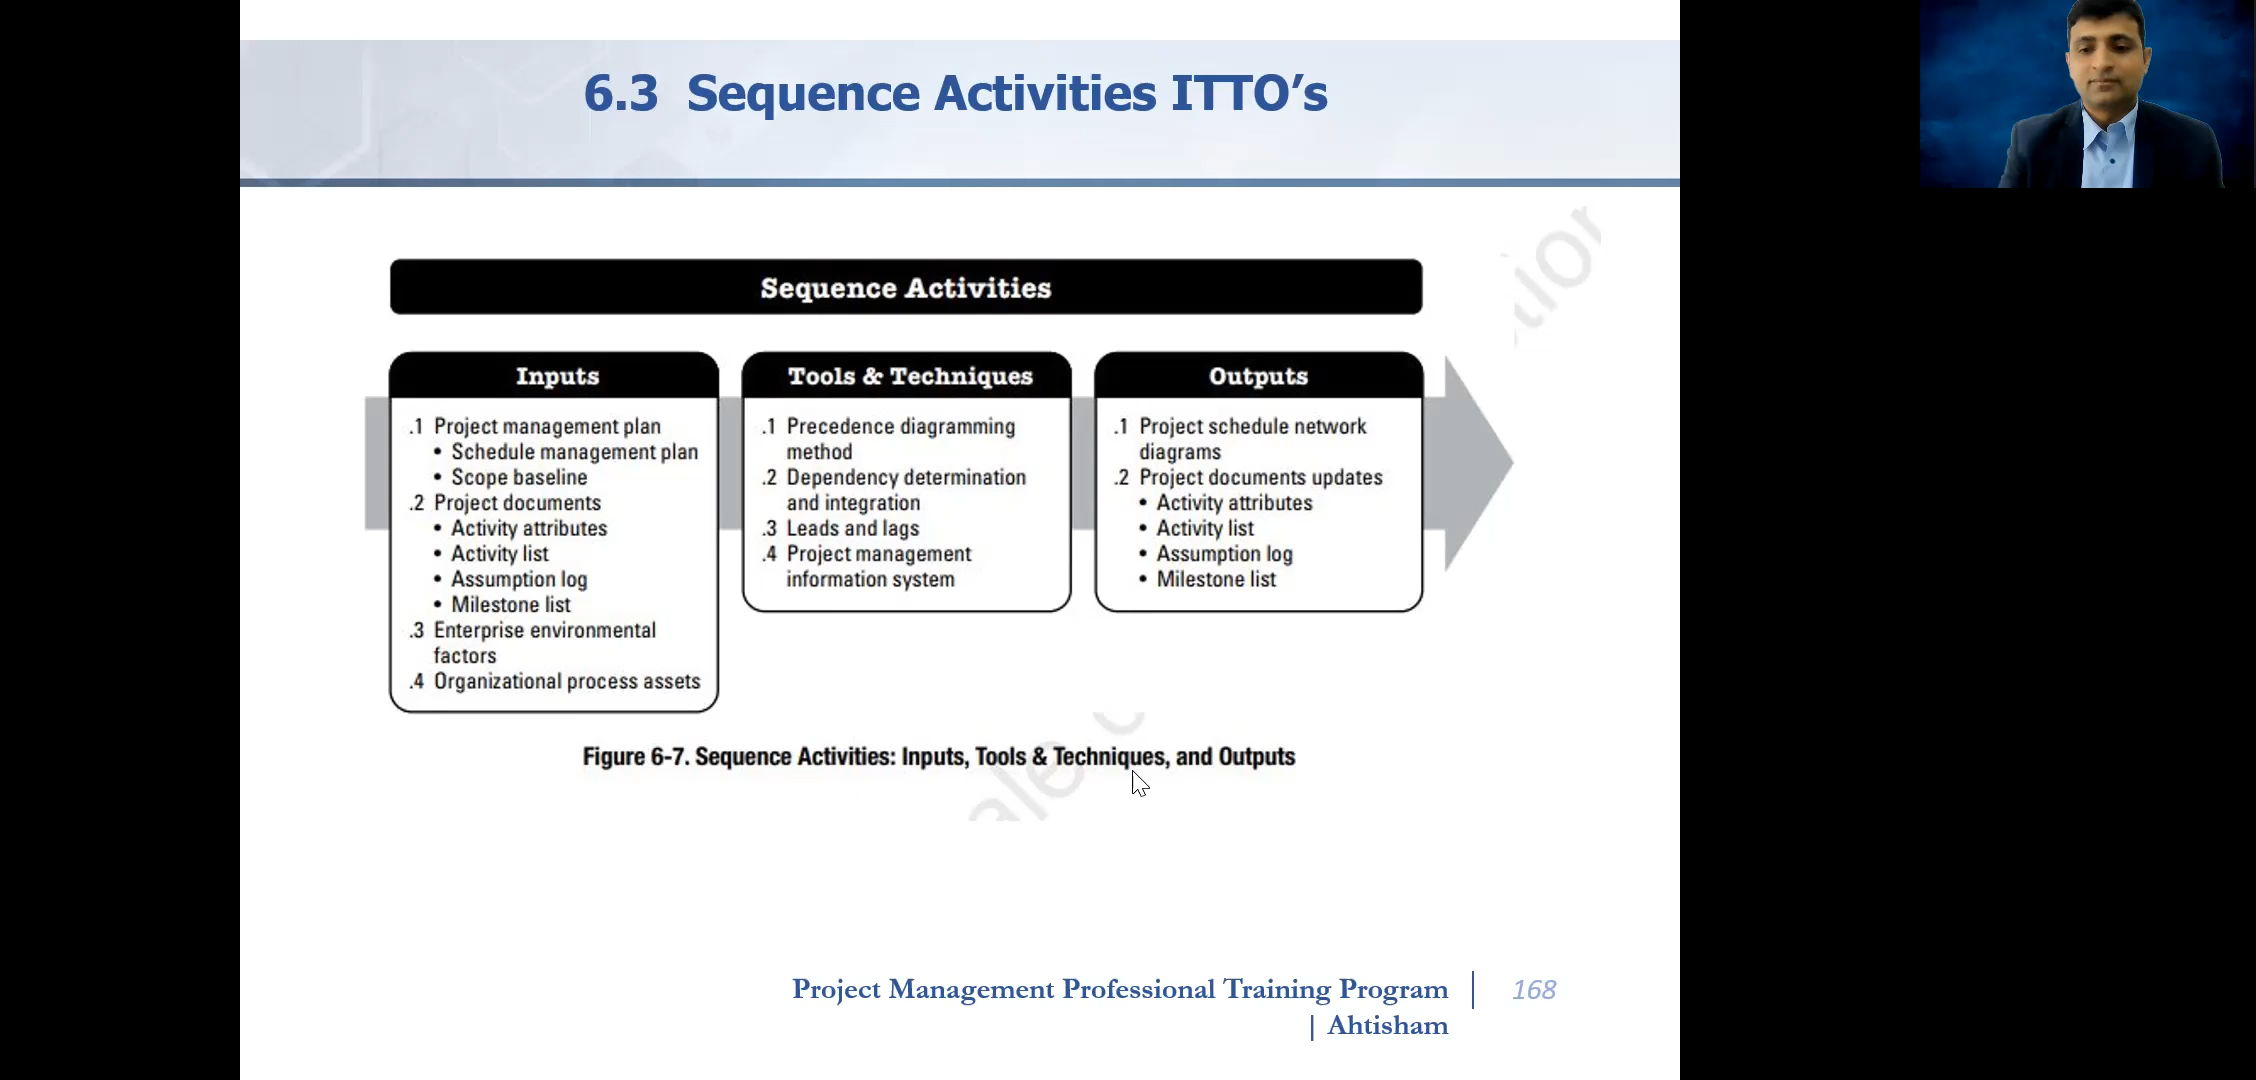 6.3 Sequence Activities ITTO’s
Sequence Activities
Inputs
.1 Project management plan
• Schedule management plan
• Scope baseline
.2 Project documents
• Activity attributes
• Activity list
• Assumption log
• Milestone list
.3 Enterprise environmental
factors
.4 Organizational process assets
Tools & Techniques
.1 Precedence diagramming
method
.2 Dependency determination
and integration
.3 Leads and lags
.4 Project management
information system
Outputs
.1 Project schedule network
diagrams
.2 Project documents updates
• Activity attributes
• Activity list
• Assumption log
• Milestone list
Figure 6-7. Sequence Activities: Inputs, Tools & Techniques, and Outputs
Project Management Professional Training Program
| Ahtisham
168